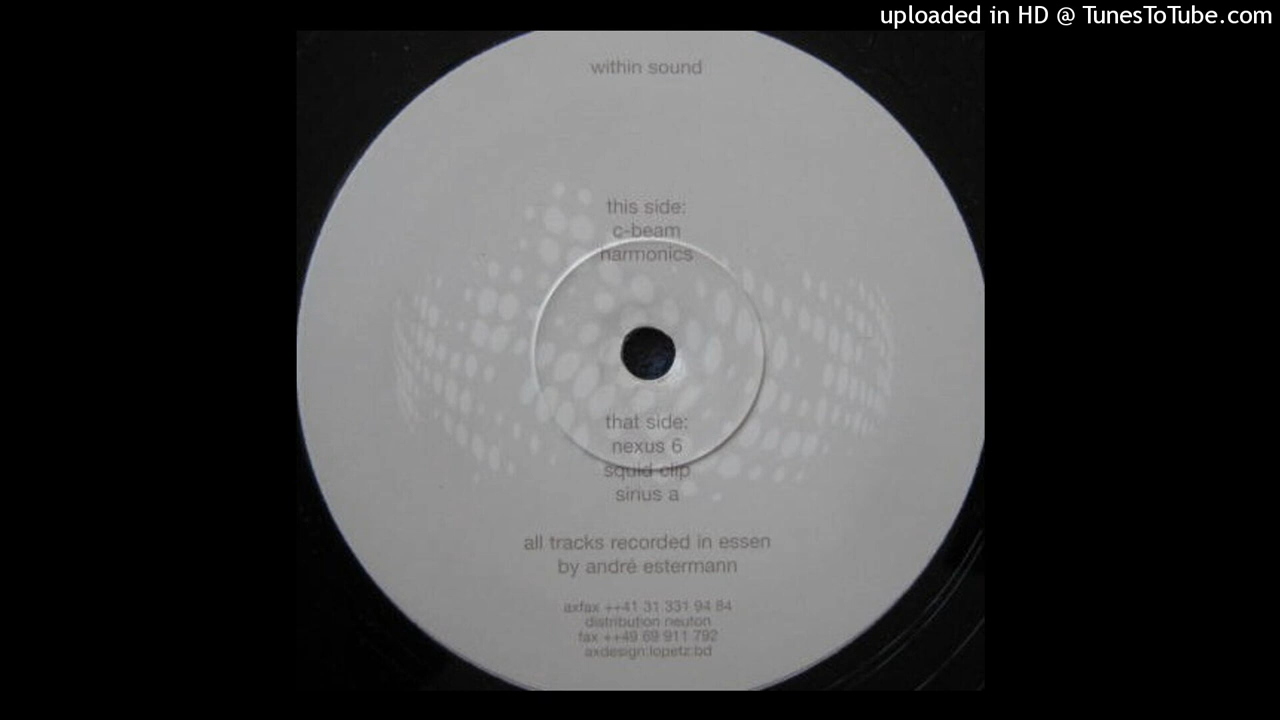 uploaded in HD @ TunesToTube.com
within sound
this side:
c-beam
harmonics
that side:
nexus 6
squid clip
sirius a
all tracks recorded in essen
by andré estermann
axfax ++41 31 331 94 84
distribution neuton
fax ++49 69 911 792
axdesign:lopetz:bd